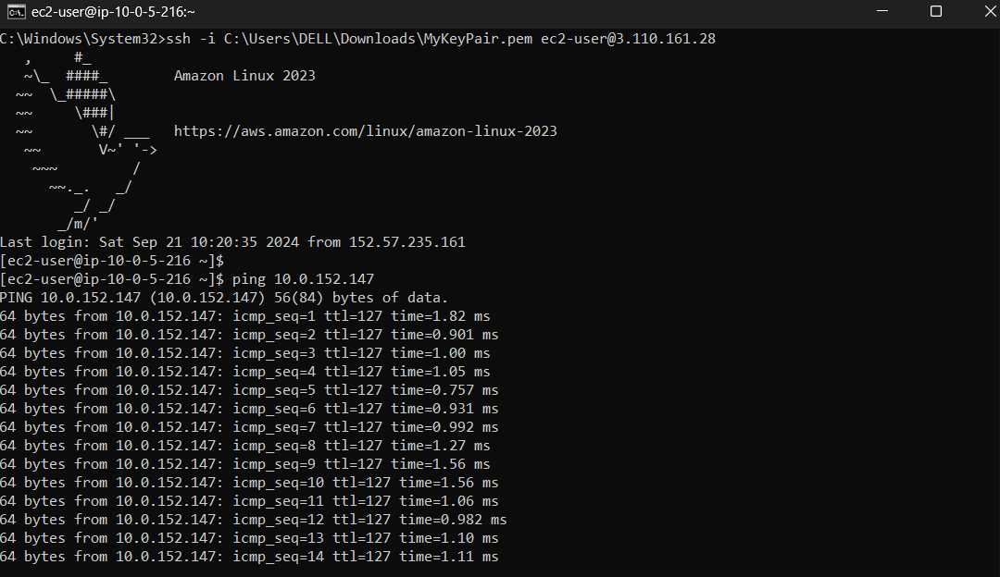 ec2-user@ip-10-0-5-216:~
C:\Windows\System32>ssh -i C:\Users\DELL\Downloads\MyKeyPair.pem ec2-user@3.110.161.28
   ,     #_
   ~\_  ####_        Amazon Linux 2023
  ~~  \_#####\
  ~~     \###|
  ~~       \#/ ___   https://aws.amazon.com/linux/amazon-linux-2023
   ~~       V~' '->
    ~~~         /
      ~~._.   _/
         _/ _/
       _/m/'
Last login: Sat Sep 21 10:20:35 2024 from 152.57.235.161
[ec2-user@ip-10-0-5-216 ~]$
[ec2-user@ip-10-0-5-216 ~]$ ping 10.0.152.147
PING 10.0.152.147 (10.0.152.147) 56(84) bytes of data.
64 bytes from 10.0.152.147: icmp_seq=1 ttl=127 time=1.82 ms
64 bytes from 10.0.152.147: icmp_seq=2 ttl=127 time=0.901 ms
64 bytes from 10.0.152.147: icmp_seq=3 ttl=127 time=1.00 ms
64 bytes from 10.0.152.147: icmp_seq=4 ttl=127 time=1.05 ms
64 bytes from 10.0.152.147: icmp_seq=5 ttl=127 time=0.757 ms
64 bytes from 10.0.152.147: icmp_seq=6 ttl=127 time=0.931 ms
64 bytes from 10.0.152.147: icmp_seq=7 ttl=127 time=0.992 ms
64 bytes from 10.0.152.147: icmp_seq=8 ttl=127 time=1.27 ms
64 bytes from 10.0.152.147: icmp_seq=9 ttl=127 time=1.56 ms
64 bytes from 10.0.152.147: icmp_seq=10 ttl=127 time=1.56 ms
64 bytes from 10.0.152.147: icmp_seq=11 ttl=127 time=1.06 ms
64 bytes from 10.0.152.147: icmp_seq=12 ttl=127 time=0.982 ms
64 bytes from 10.0.152.147: icmp_seq=13 ttl=127 time=1.10 ms
64 bytes from 10.0.152.147: icmp_seq=14 ttl=127 time=1.11 ms